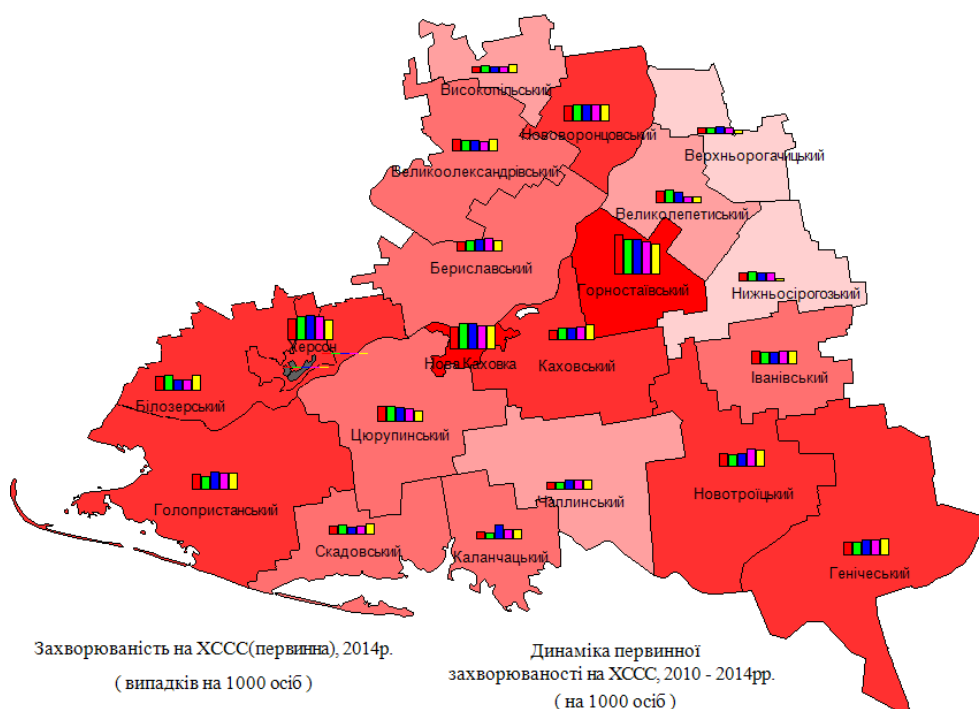 Високопільський
Нововоронцовський
Верхньорогачицький
Великоолександрівський
Великолепетиський
Бериславський
Горностаївський
Нижньосірогозький
Херсон
Нова Каховка
Каховський
Іванівський
Білозерський
Цюрупинський
Чаплинський
Новотроїцький
Голопристанський
Скадовський
Каланчацький
Генічеський
Захворюваність на ХССС(первинна), 2014р.
( випадків на 1000 осіб )
Динаміка первинної
захворюваності на ХССС, 2010 - 2014рр.
( на 1000 осіб )